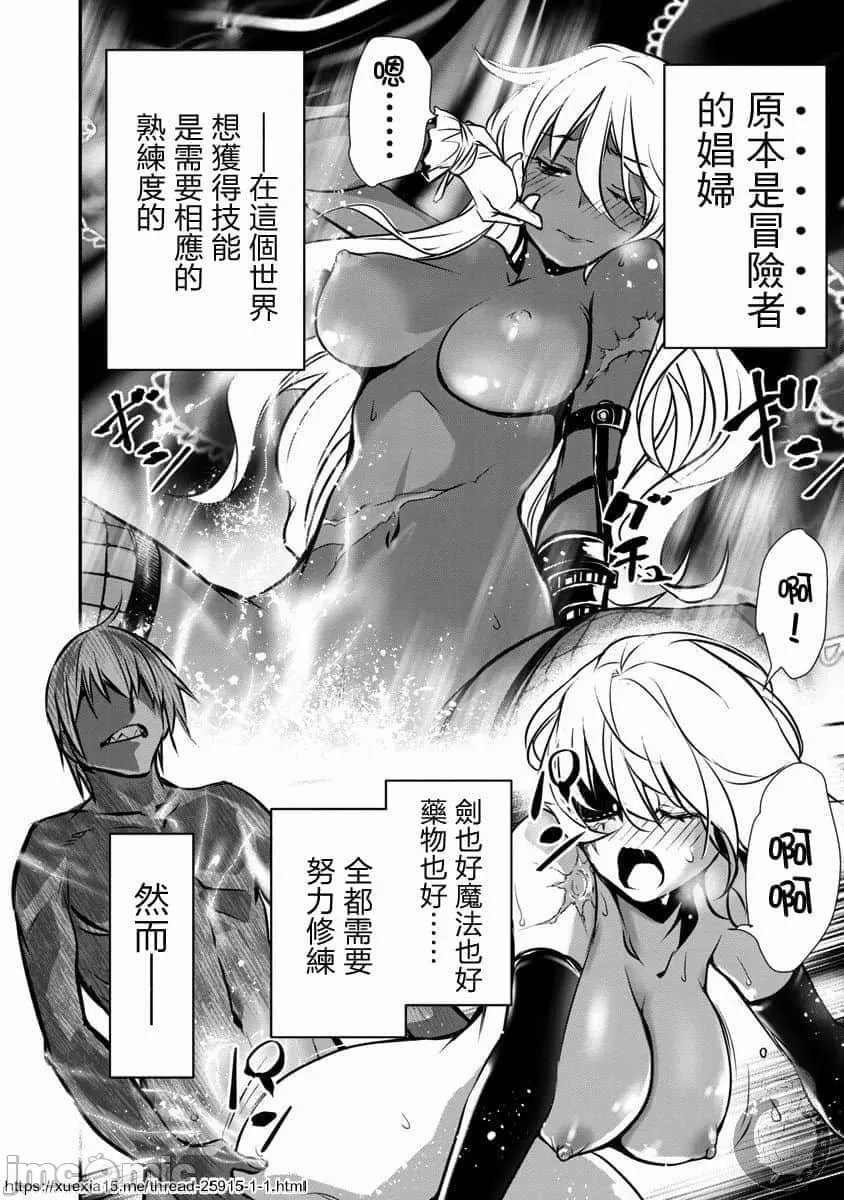 原本是冒險者
的娼婦
嗯……
──在這個世界
想獲得技能
是需要相應的
熟練度的
ギシ
ギシ
グチュ
啊！
啊啊
啊啊
劍也好魔法也好
藥物也好……
全都需要
努力修練
然而──
jmcomic
https://xuexia15.me/thread-25915-1-1.html